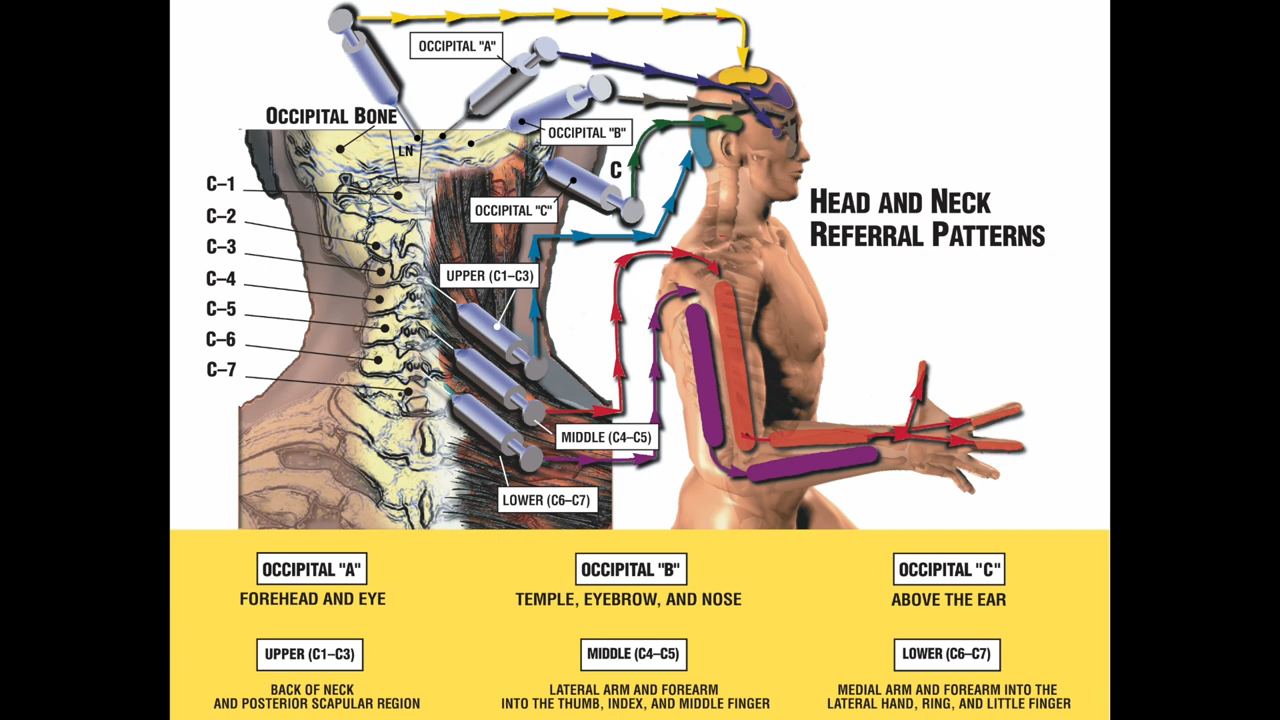 OCCIPITAL "A"
OCCIPITAL BONE
OCCIPITAL "B"
LN
C
C–1
OCCIPITAL "C"
HEAD AND NECK
REFERRAL PATTERNS
C–2
C–3
UPPER (C1–C3)
C–4
C–5
C–6
C–7
MIDDLE (C4–C5)
LOWER (C6–C7)
OCCIPITAL "A"
FOREHEAD AND EYE
OCCIPITAL "B"
TEMPLE, EYEBROW, AND NOSE
OCCIPITAL "C"
ABOVE THE EAR
UPPER (C1–C3)
BACK OF NECK
AND POSTERIOR SCAPULAR REGION
MIDDLE (C4–C5)
LATERAL ARM AND FOREARM
INTO THE THUMB, INDEX, AND MIDDLE FINGER
LOWER (C6–C7)
MEDIAL ARM AND FOREARM INTO THE
LATERAL HAND, RING, AND LITTLE FINGER